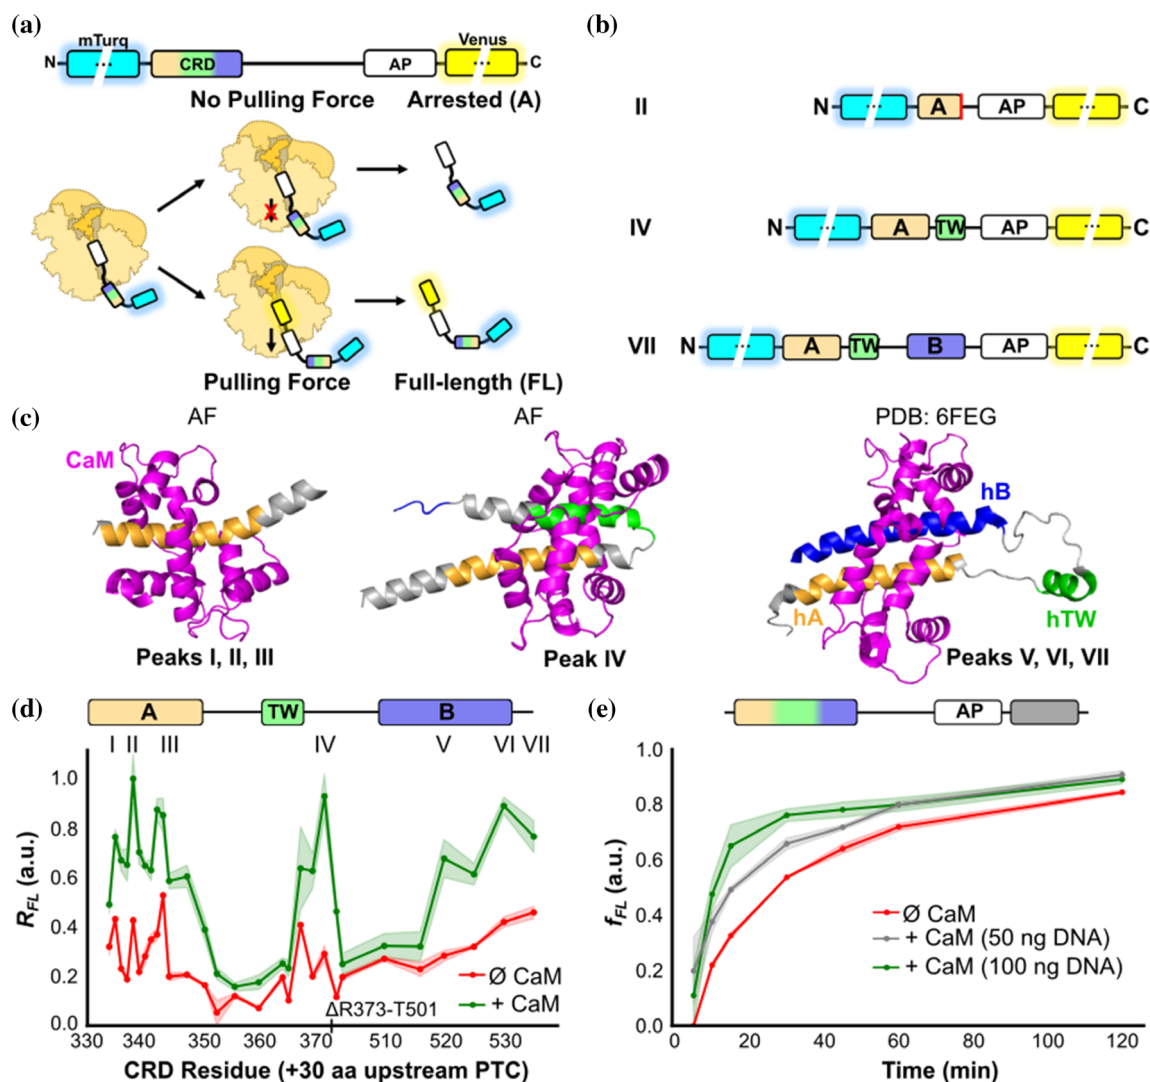 (a)
mTurq
Venus
N
...
CRD
AP
...
C
No Pulling Force
Arrested (A)
X
Pulling Force
Full-length (FL)
(b)
II
N
...
A
AP
...
C
IV
N
...
A
TW
AP
...
C
VII
N
...
A
TW
B
AP
...
C
(c)
AF
AF
PDB: 6FEG
CaM
hB
hA
hTW
Peaks I, II, III
Peak IV
Peaks V, VI, VII
(d)
A
TW
B
I II III IV V VI VII
1.0
0.8
0.6
0.4
0.2
0.0
R_FL (a.u.)
Ø CaM
+ CaM
ΔR373-T501
330 340 350 360 370 510 520 530
CRD Residue (+30 aa upstream PTC)
(e)
AP
1.0
0.8
0.6
0.4
0.2
0.0
f_FL (a.u.)
Ø CaM
+ CaM (50 ng DNA)
+ CaM (100 ng DNA)
0 20 40 60 80 100 120
Time (min)